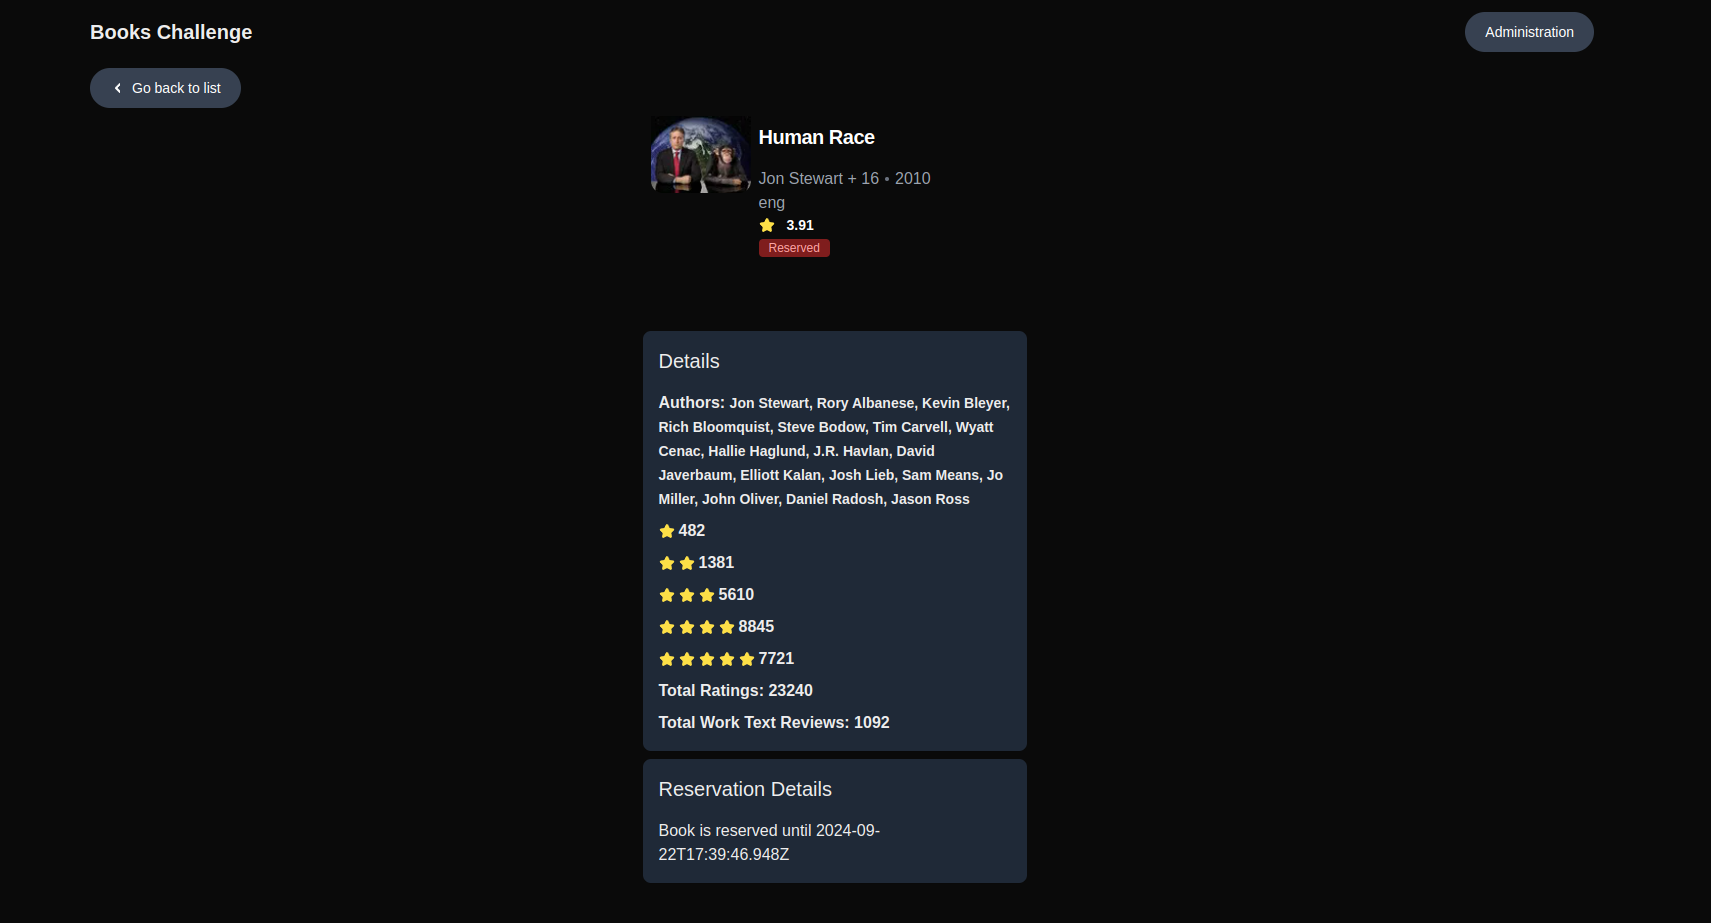 Books Challenge
Administration
Go back to list
Human Race
Jon Stewart + 16 • 2010
eng
3.91
Reserved
Details
Authors: Jon Stewart, Rory Albanese, Kevin Bleyer,
Rich Bloomquist, Steve Bodow, Tim Carvell, Wyatt
Cenac, Hallie Haglund, J.R. Havlan, David
Javerbaum, Elliott Kalan, Josh Lieb, Sam Means, Jo
Miller, John Oliver, Daniel Radosh, Jason Ross
482
1381
5610
8845
7721
Total Ratings: 23240
Total Work Text Reviews: 1092
Reservation Details
Book is reserved until 2024-09-
22T17:39:46.948Z